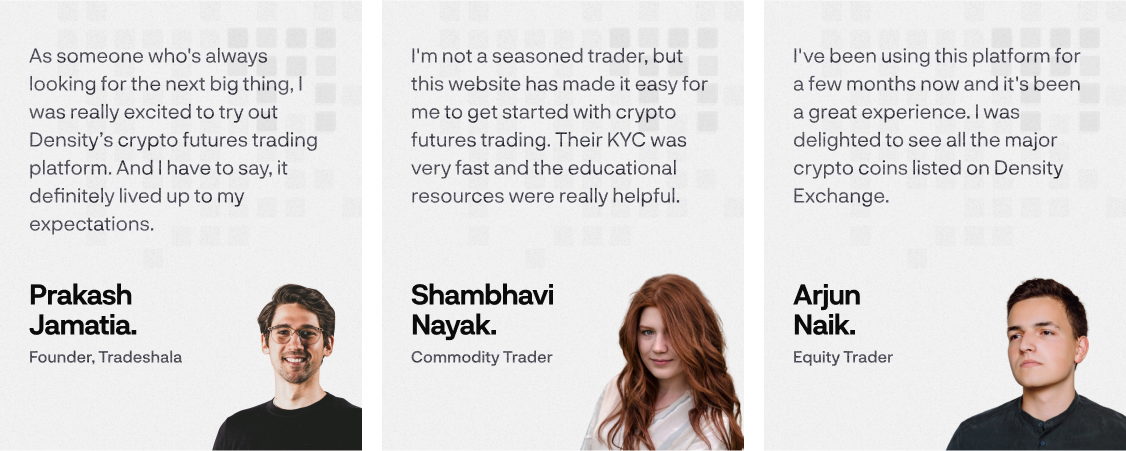 As someone who's always
looking for the next big thing, I
was really excited to try out
Density’s crypto futures trading
platform. And I have to say, it
definitely lived up to my
expectations.
Prakash
Jamatia.
Founder, Tradeshala
I'm not a seasoned trader, but
this website has made it easy for
me to get started with crypto
futures trading. Their KYC was
very fast and the educational
resources were really helpful.
Shambhavi
Nayak.
Commodity Trader
I've been using this platform for
a few months now and it's been
a great experience. I was
delighted to see all the major
crypto coins listed on Density
Exchange.
Arjun
Naik.
Equity Trader